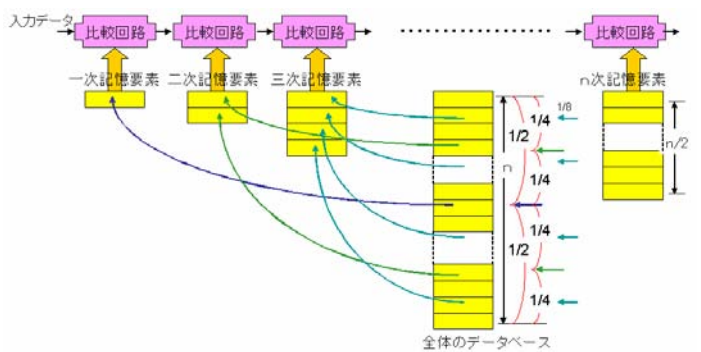 入力データ
比較回路 比較回路 比較回路 比較回路
一次記憶要素 二次記憶要素 三次記憶要素 n次記憶要素
1/8
1/4
1/2
n/2
n
1/4
1/4
1/2
1/4
全体のデータベース